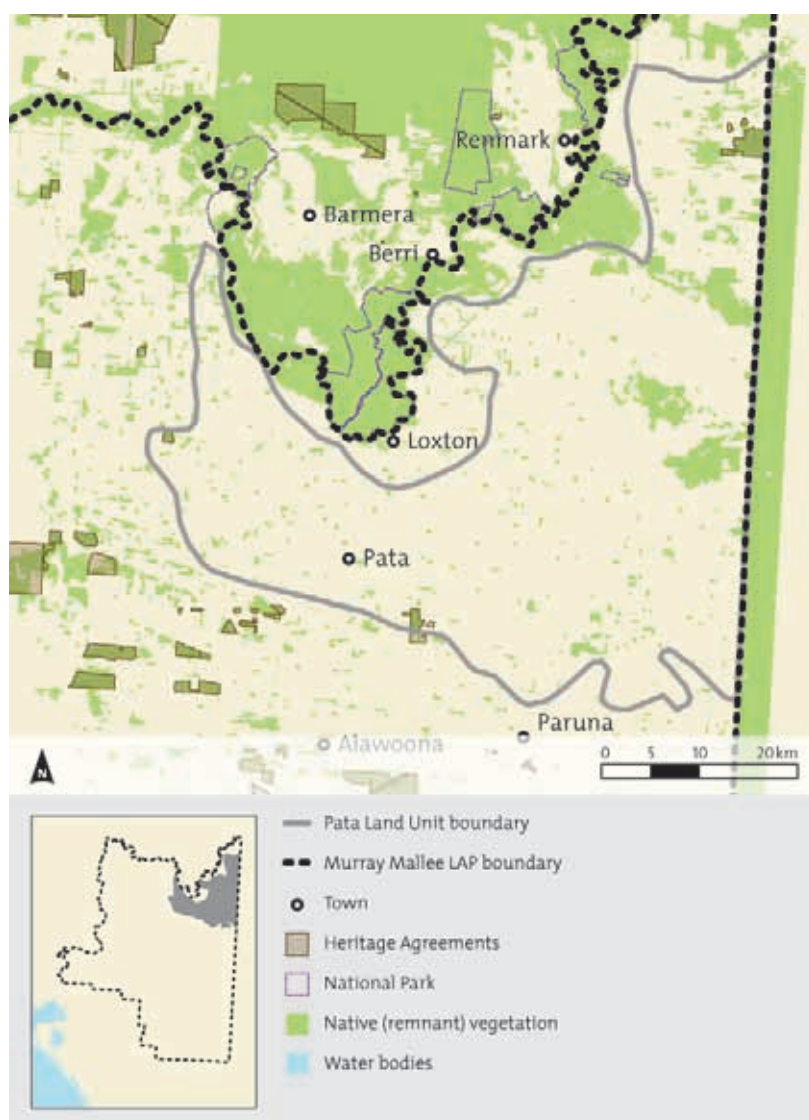 Renmark
Barmera
Berri
Loxton
Pata
Paruna
Alawoona
N
0 5 10 20km
Pata Land Unit boundary
Murray Mallee LAP boundary
Town
Heritage Agreements
National Park
Native (remnant) vegetation
Water bodies